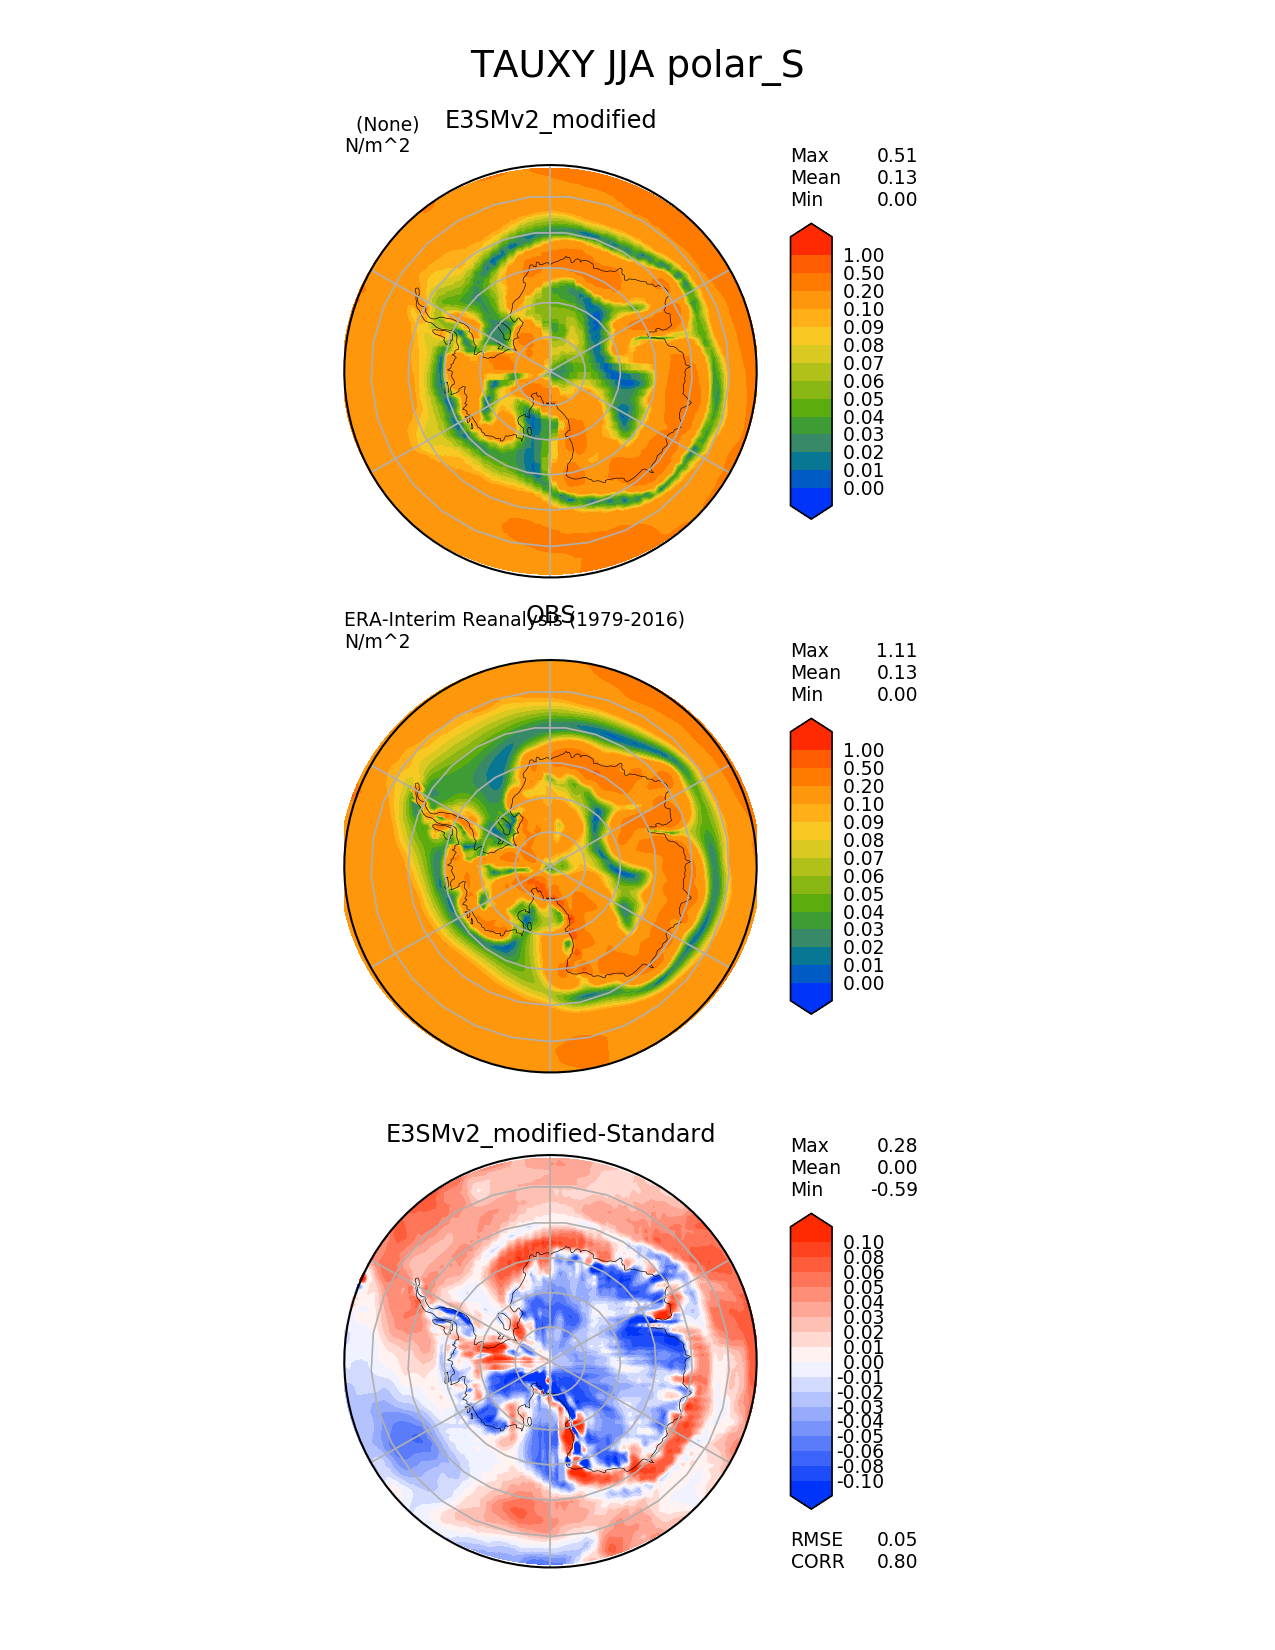 TAUXY JJA polar_S
(None)
E3SMv2_modified
N/m^2
Max 0.51
Mean 0.13
Min 0.00
1.00
0.50
0.20
0.10
0.09
0.08
0.07
0.06
0.05
0.04
0.03
0.02
0.01
0.00
OBS
ERA-Interim Reanalysis (1979-2016)
N/m^2
Max 1.11
Mean 0.13
Min 0.00
1.00
0.50
0.20
0.10
0.09
0.08
0.07
0.06
0.05
0.04
0.03
0.02
0.01
0.00
E3SMv2_modified-Standard
Max 0.28
Mean 0.00
Min -0.59
0.10
0.08
0.06
0.05
0.04
0.03
0.02
0.01
0.00
-0.01
-0.02
-0.03
-0.04
-0.05
-0.06
-0.08
-0.10
RMSE 0.05
CORR 0.80